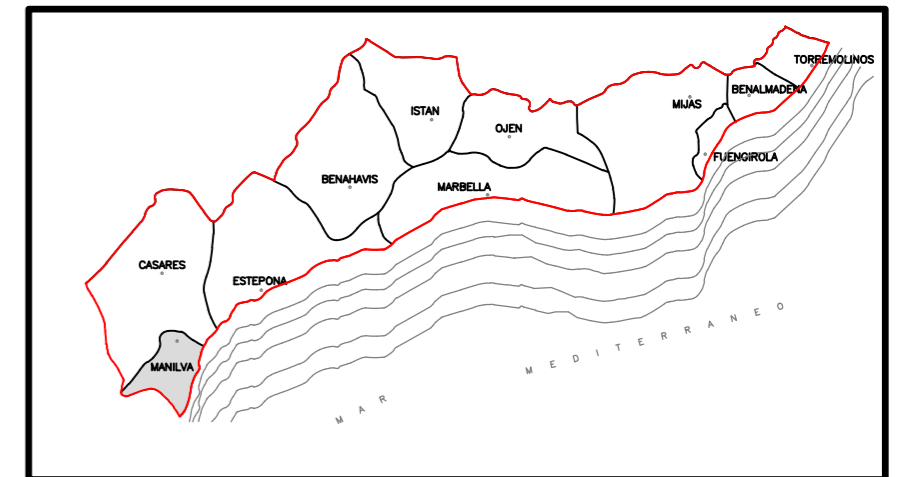 TORREMOLINOS
BENALMADENA
MIJAS
ISTAN
OJEN
FUENGIROLA
BENAHAVIS
MARBELLA
CASARES
ESTEPONA
MANILVA
MAR MEDITERRANEO